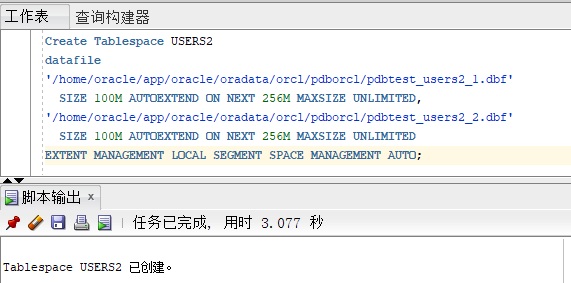 工作表 查询构建器
Create Tablespace USERS2
datafile
'/home/oracle/app/oracle/oradata/orcl/pdborcl/pdbtest_users2_1.dbf'
SIZE 100M AUTOEXTEND ON NEXT 256M MAXSIZE UNLIMITED,
'/home/oracle/app/oracle/oradata/orcl/pdborcl/pdbtest_users2_2.dbf'
SIZE 100M AUTOEXTEND ON NEXT 256M MAXSIZE UNLIMITED
EXTENT MANAGEMENT LOCAL SEGMENT SPACE MANAGEMENT AUTO;
脚本输出 x
任务已完成, 用时 3.077 秒
Tablespace USERS2 已创建。